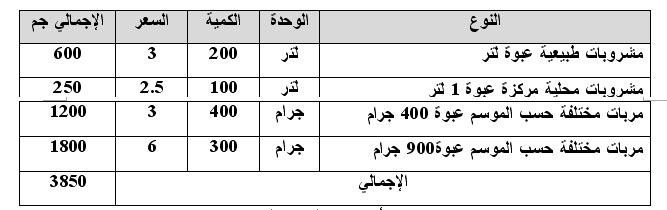 النوع الوحدة الكمية السعر الإجمالي جم
مشروبات طبيعية عبوة لتر لتر 200 3 600
مشروبات محلية مركزة عبوة 1 لتر لتر 100 2.5 250
مربات مختلفة حسب الموسم عبوة 400 جرام جرام 400 3 1200
مربات مختلفة حسب الموسم عبوة900 جرام جرام 300 6 1800
الإجمالي 3850